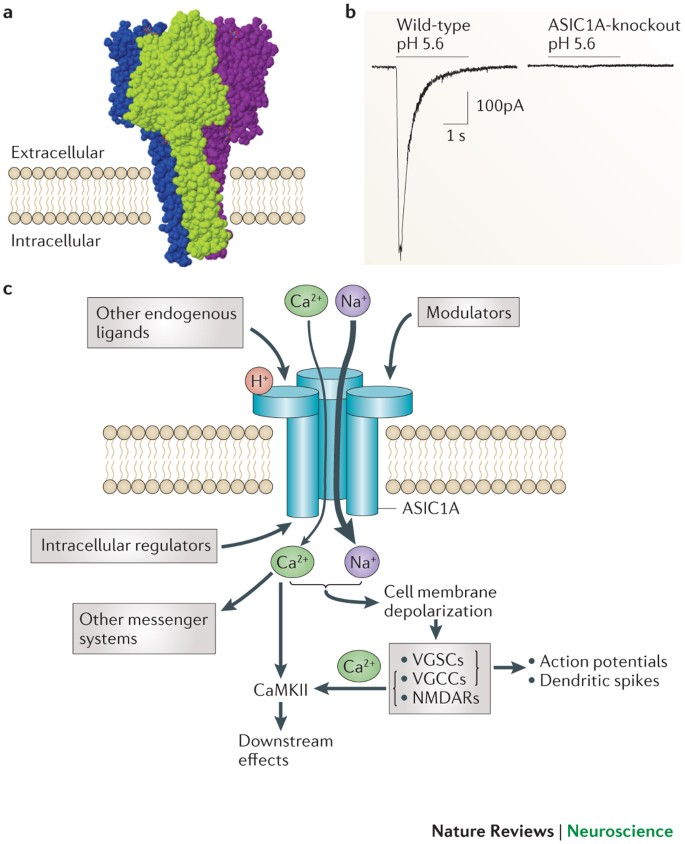 a
Extracellular
Intracellular
b
Wild-type
pH 5.6
ASIC1A-knockout
pH 5.6
100pA
1 s
c
Other endogenous
ligands
Ca2+
Na+
Modulators
H+
ASIC1A
Intracellular regulators
Ca2+
Na+
Cell membrane
depolarization
Other messenger
systems
Ca2+
• VGSCs
• VGCCs
• NMDARs
• Action potentials
• Dendritic spikes
CaMKII
Downstream
effects
Nature Reviews | Neuroscience